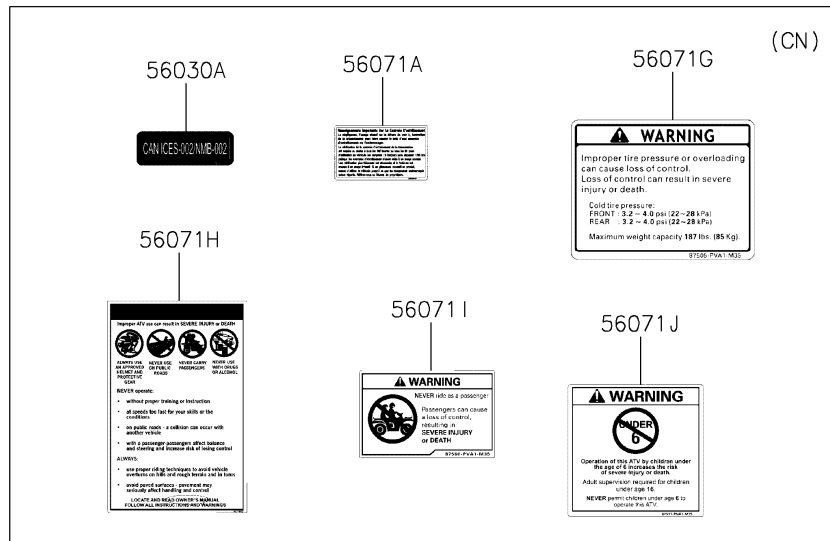 (CN)
56030A
56071A
56071G
CAN ICES-002/NMB-002
WARNING
Improper tire pressure or overloading
can cause loss of control.
Loss of control can result in severe
injury or death.
Cold tire pressure:
FRONT : 3.2 ~ 4.0 psi (22~28 kPa)
REAR : 3.2 ~ 4.0 psi (22~28 kPa)
Maximum weight capacity 187 lbs. (85 Kg).
87505-PVA1-M35
56071H
Improper ATV use can result in SEVERE INJURY or DEATH
ALWAYS USE
AN APPROVED
HELMET AND
PROTECTIVE
GEAR
NEVER USE
ON PUBLIC
ROADS
NEVER CARRY
PASSENGERS
NEVER USE
WITH DRUGS
OR ALCOHOL
NEVER operate:
• without proper training or instruction
• at speeds too fast for your skills or the
conditions
• on public roads - a collision can occur with
another vehicle
• with a passenger-passengers affect balance
and steering and increase risk of losing control
ALWAYS:
• use proper riding techniques to avoid vehicle
overturns on hills and rough terrain and in turns
• avoid paved surfaces - pavement may
seriously affect handling and control
LOCATE AND READ OWNER'S MANUAL
FOLLOW ALL INSTRUCTIONS AND WARNINGS
56071I
WARNING
NEVER ride as a passenger
Passengers can cause
a loss of control,
resulting in
SEVERE INJURY
or DEATH
87506-PVA1-M35
56071J
WARNING
UNDER
6
Operation of this ATV by children under
the age of 6 increases the risk
of severe injury or death.
Adult supervision required for children
under age 16.
NEVER permit children under age 6 to
operate this ATV.